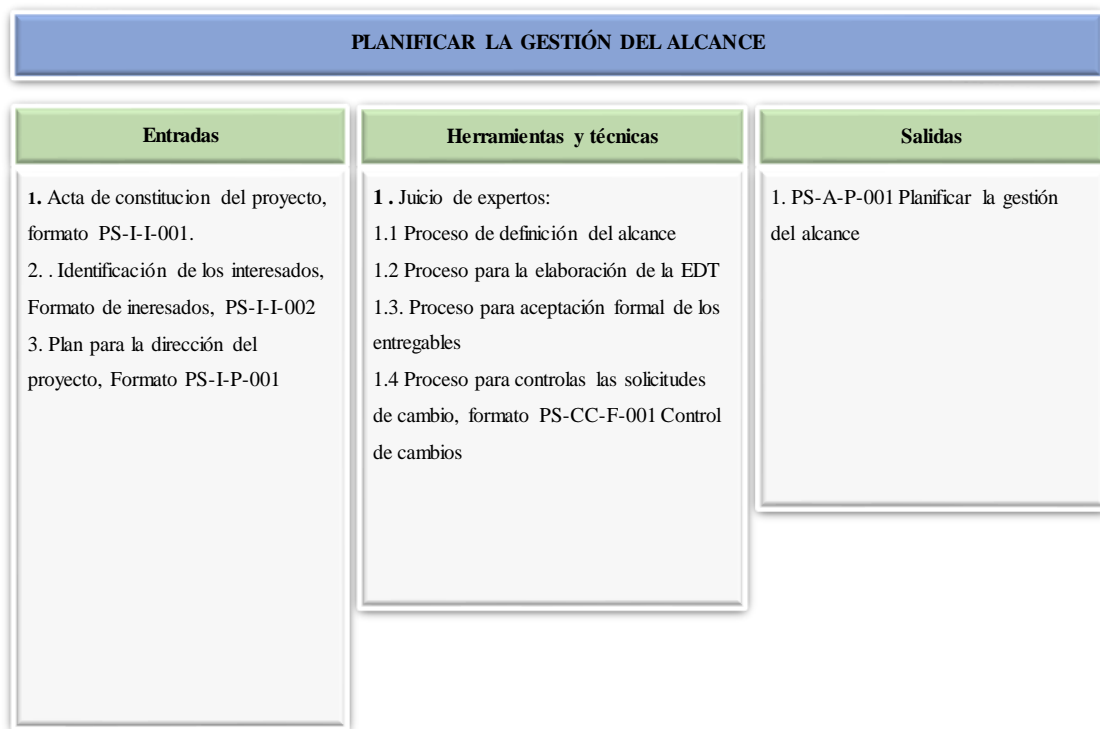 PLANIFICAR LA GESTIÓN DEL ALCANCE
Entradas
1. Acta de constitucion del proyecto,
formato PS-I-I-001.
2. . Identificación de los interesados,
Formato de ineresados, PS-I-I-002
3. Plan para la dirección del
proyecto, Formato PS-I-P-001
Herramientas y técnicas
1 . Juicio de expertos:
1.1 Proceso de definición del alcance
1.2 Proceso para la elaboración de la EDT
1.3. Proceso para aceptación formal de los
entregables
1.4 Proceso para controlas las solicitudes
de cambio, formato PS-CC-F-001 Control
de cambios
Salidas
1. PS-A-P-001 Planificar la gestión
del alcance